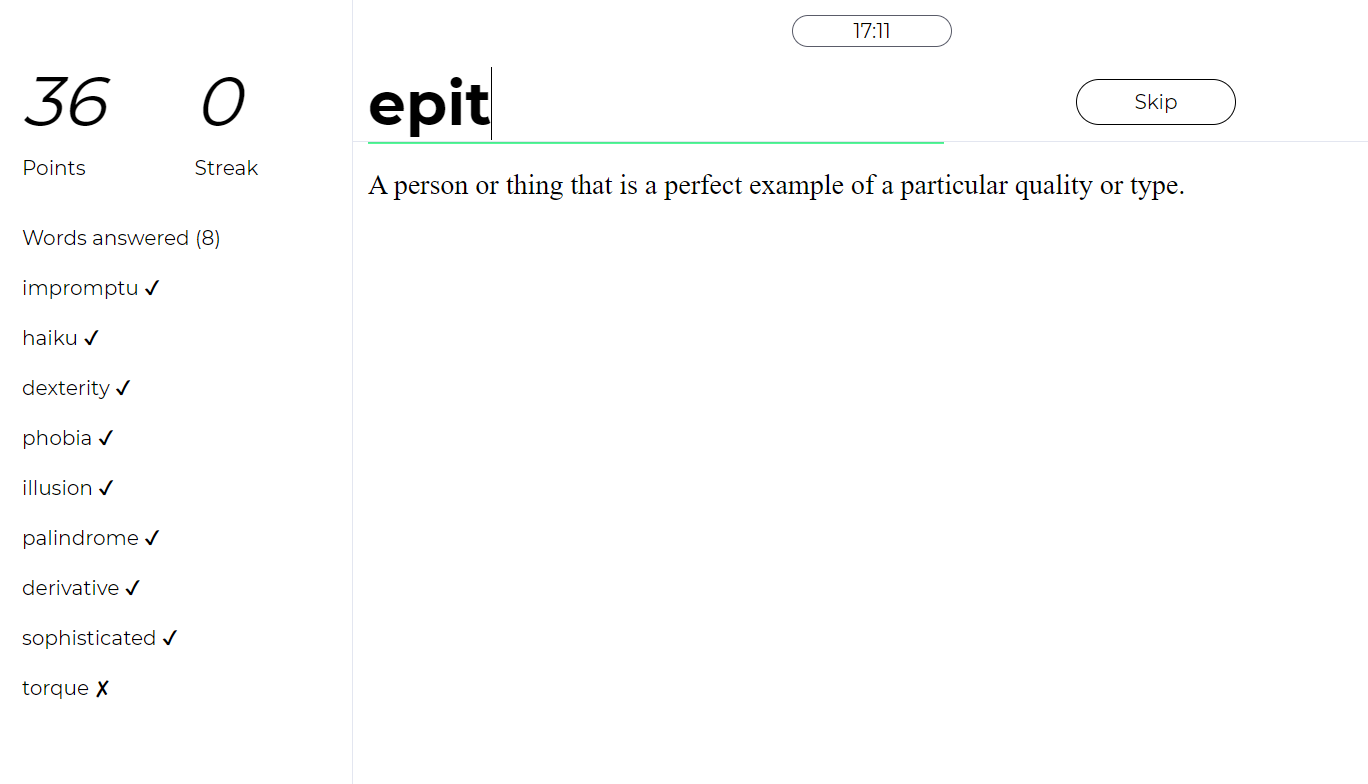 17:11
36 0
Points Streak
epit
Skip
A person or thing that is a perfect example of a particular quality or type.
Words answered (8)
impromptu ✓
haiku ✓
dexterity ✓
phobia ✓
illusion ✓
palindrome ✓
derivative ✓
sophisticated ✓
torque ✗